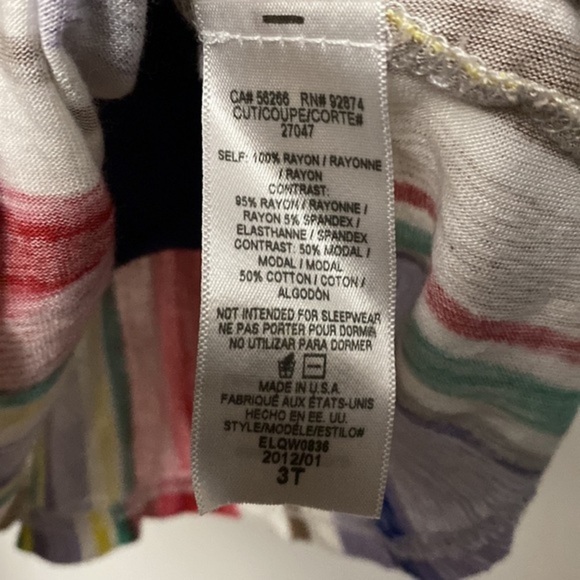 CA# 56266 RN# 92874
CUT/COUPE/CORTE#
27047
SELF: 100% RAYON / RAYONNE
/ RAYON
CONTRAST:
95% RAYON / RAYONNE /
RAYON 5% SPANDEX /
ELASTHANNE / SPANDEX
CONTRAST: 50% MODAL /
MODAL / MODAL
50% COTTON / COTON /
ALGODÓN
NOT INTENDED FOR SLEEPWEAR
NE PAS PORTER POUR DORMIR
NO UTILIZAR PARA DORMER
MADE IN U.S.A.
FABRIQUÉ AUX ÉTATS-UNIS
HECHO EN EE. UU.
STYLE/MODÈLE/ESTILO#
ELQW0836
2012/01
3T